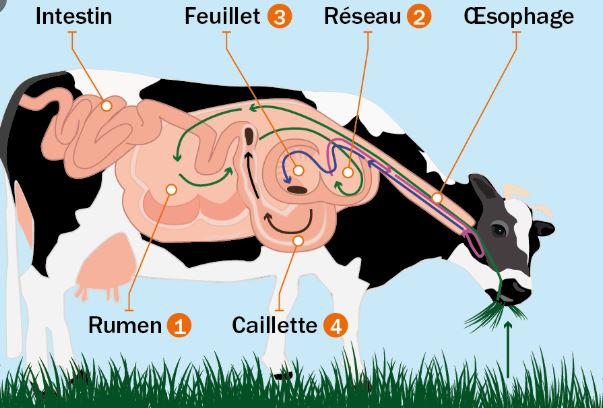 Intestin
Feuillet 3
Réseau 2
Œsophage
Rumen 1
Caillette 4